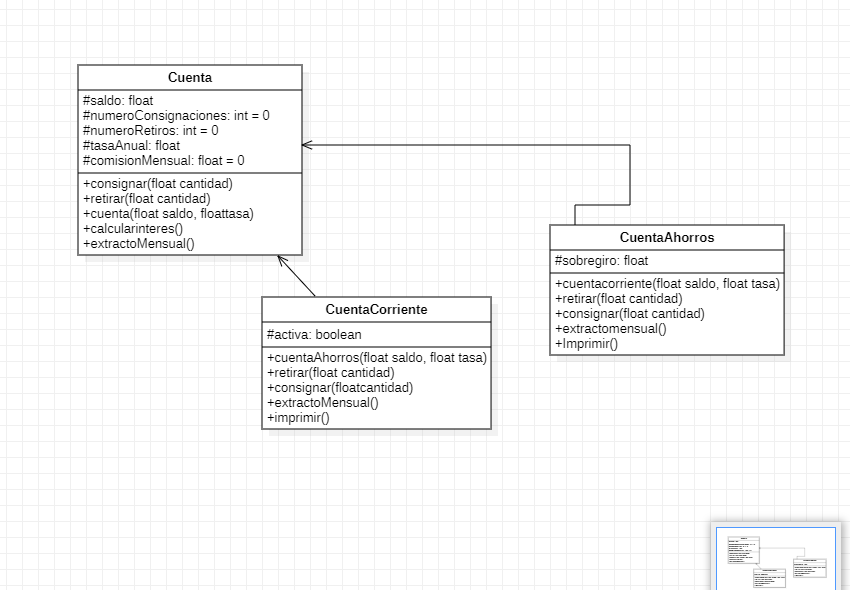 Cuenta
#saldo: float
#numeroConsignaciones: int = 0
#numeroRetiros: int = 0
#tasaAnual: float
#comisionMensual: float = 0
+consignar(float cantidad)
+retirar(float cantidad)
+cuenta(float saldo, floattasa)
+calcularinteres()
+extractoMensual()
CuentaCorriente
#activa: boolean
+cuentaAhorros(float saldo, float tasa)
+retirar(float cantidad)
+consignar(floatcantidad)
+extractoMensual()
+imprimir()
CuentaAhorros
#sobregiro: float
+cuentacorriente(float saldo, float tasa)
+retirar(float cantidad)
+consignar(float cantidad)
+extractomensual()
+Imprimir()